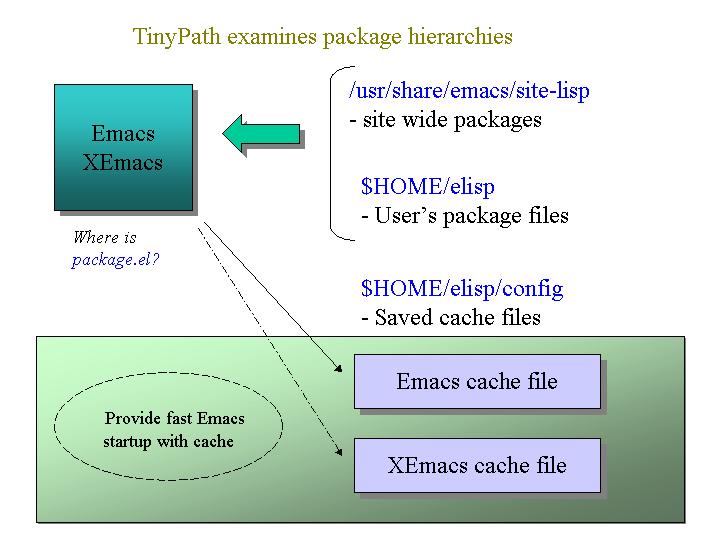 TinyPath examines package hierarchies
Emacs
XEmacs
/usr/share/emacs/site-lisp
- site wide packages
$HOME/elisp
- User’s package files
Where is
package.el?
$HOME/elisp/config
- Saved cache files
Emacs cache file
Provide fast Emacs
startup with cache
XEmacs cache file